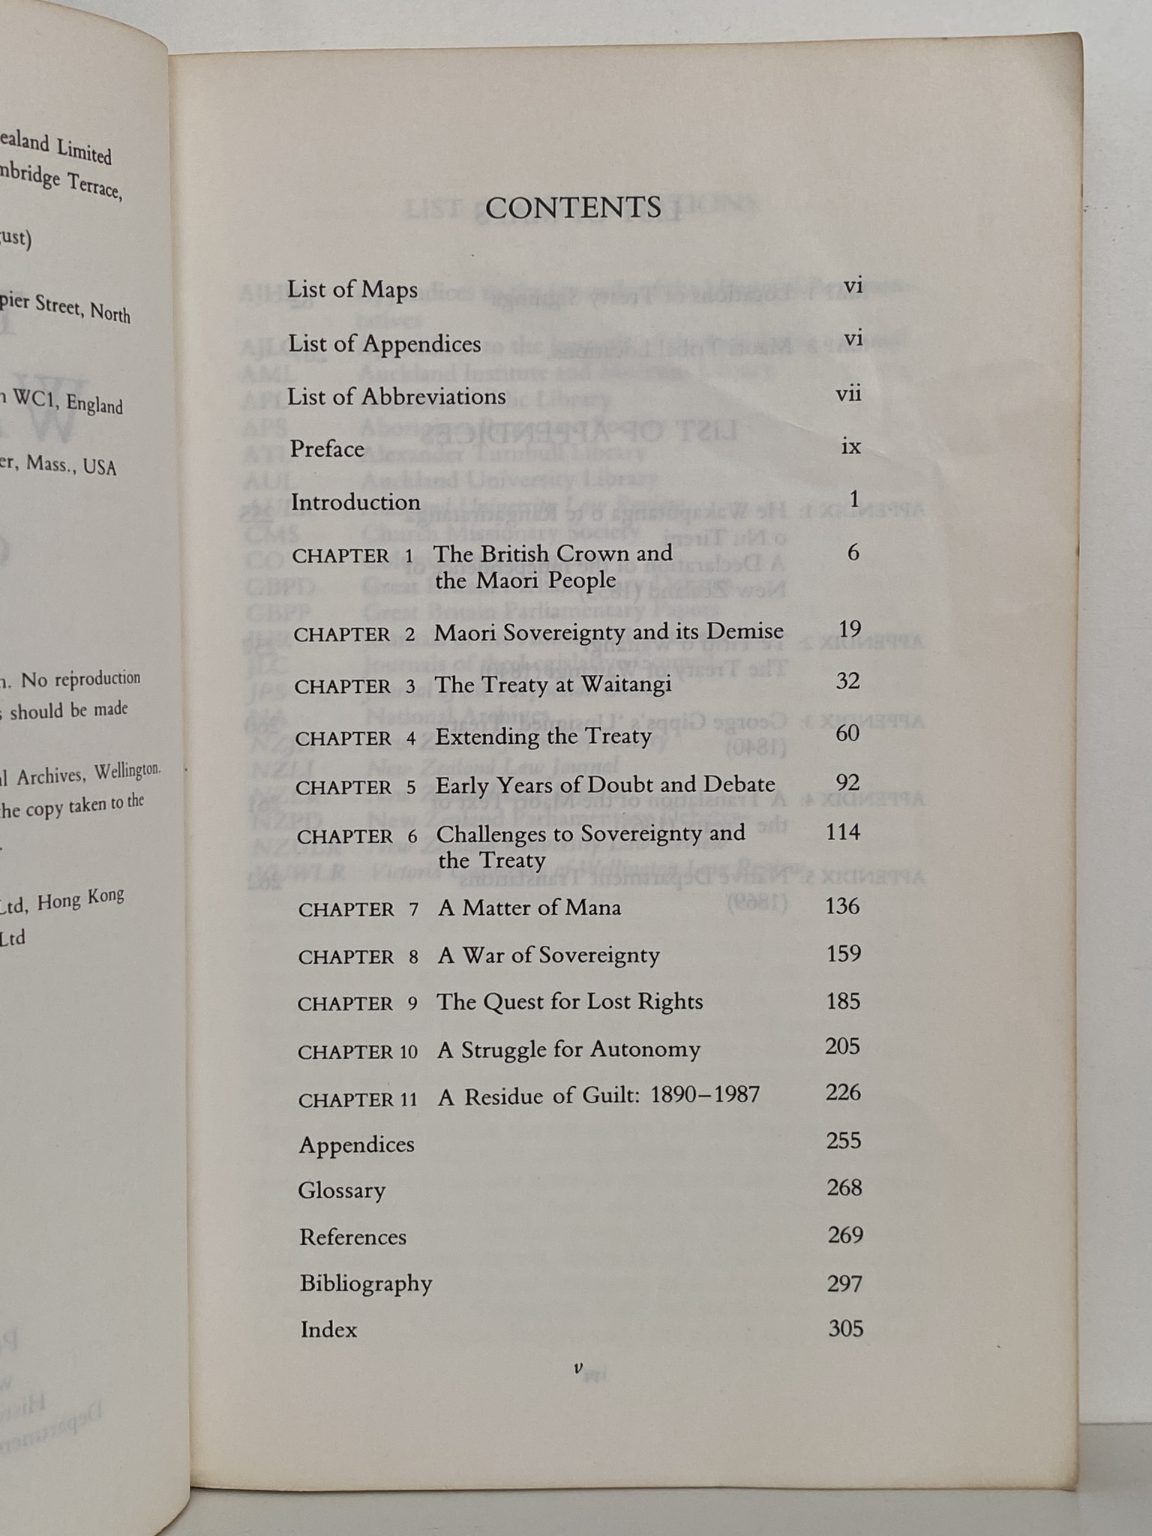 ealand Limited
nbridge Terrace,
ust)
pier Street, North
n WC1, England
er, Mass., USA
n. No reproduction
s should be made
l Archives, Wellington.
he copy taken to the
Ltd, Hong Kong
Ltd
CONTENTS
List of Maps vi
List of Appendices vi
List of Abbreviations vii
Preface ix
Introduction 1
CHAPTER 1 The British Crown and 6
the Maori People
CHAPTER 2 Maori Sovereignty and its Demise 19
CHAPTER 3 The Treaty at Waitangi 32
CHAPTER 4 Extending the Treaty 60
CHAPTER 5 Early Years of Doubt and Debate 92
CHAPTER 6 Challenges to Sovereignty and 114
the Treaty
CHAPTER 7 A Matter of Mana 136
CHAPTER 8 A War of Sovereignty 159
CHAPTER 9 The Quest for Lost Rights 185
CHAPTER 10 A Struggle for Autonomy 205
CHAPTER 11 A Residue of Guilt: 1890–1987 226
Appendices 255
Glossary 268
References 269
Bibliography 297
Index 305
v